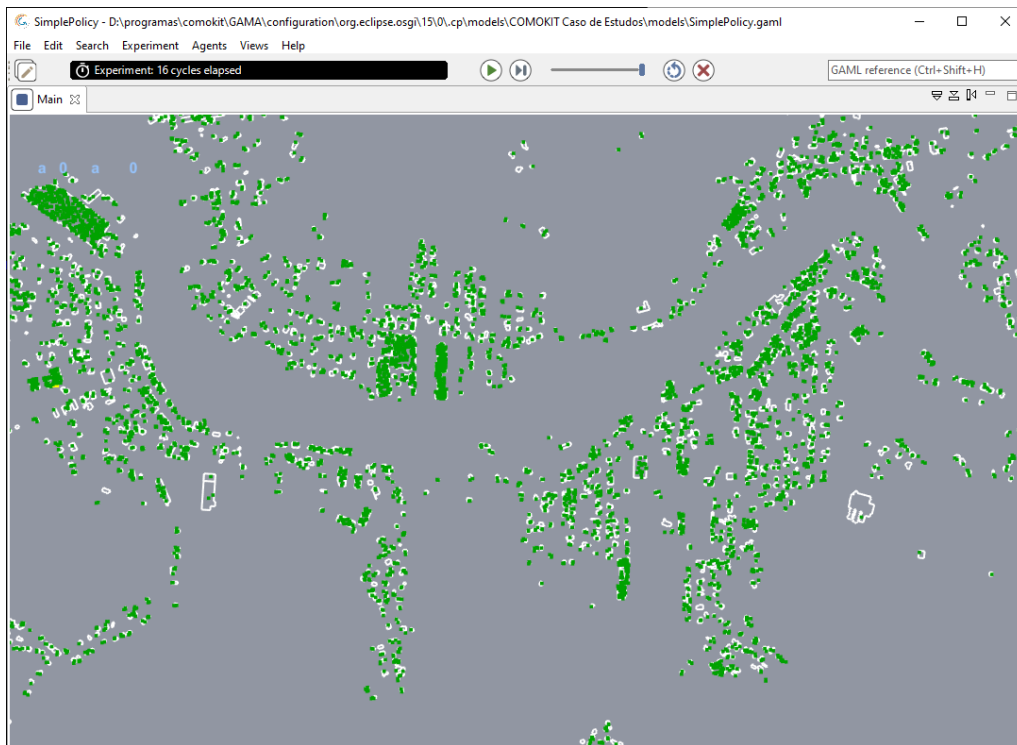 SimplePolicy - D:\programas\comokit\GAMA\configuration\org.eclipse.osgi\15\0\.cp\models\COMOKIT Caso de Estudos\models\SimplePolicy.gaml
File Edit Search Experiment Agents Views Help
Experiment: 16 cycles elapsed
GAML reference (Ctrl+Shift+H)
Main
a 0 a 0